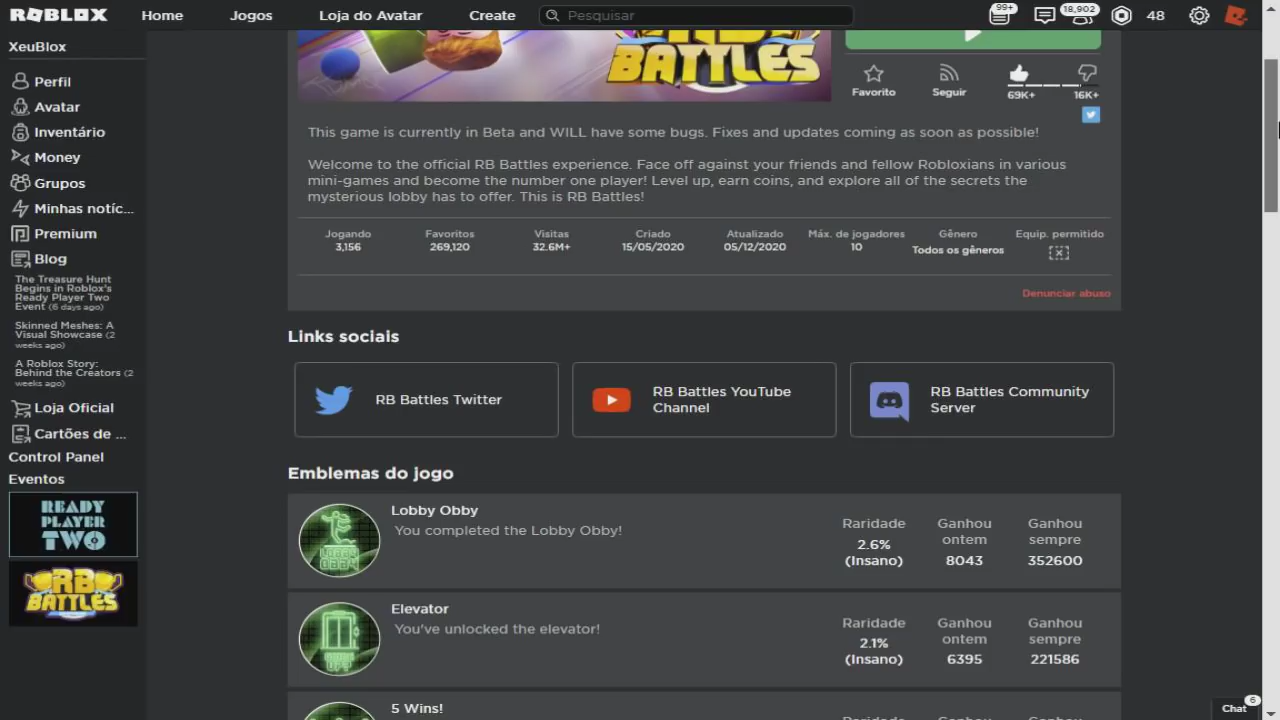 ROBLOX Home Jogos Loja do Avatar Create Pesquisar 99+ 18,902 48
XeuBlox
Perfil
Avatar
Inventário
Money
Grupos
Minhas notíc...
Premium
Blog
The Treasure Hunt
Begins in Roblox's
Ready Player Two
Event (6 days ago)
Skinned Meshes: A
Visual Showcase (2
weeks ago)
A Roblox Story:
Behind the Creators (2
weeks ago)
Loja Oficial
Cartões de ...
Control Panel
Eventos
READY
PLAYER
TWO
RB
BATTLES
RB
BATTLES
Favorito Seguir 69K+ 16K+
This game is currently in Beta and WILL have some bugs. Fixes and updates coming as soon as possible!
Welcome to the official RB Battles experience. Face off against your friends and fellow Robloxians in various
mini-games and become the number one player! Level up, earn coins, and explore all of the secrets the
mysterious lobby has to offer. This is RB Battles!
Jogando Favoritos Visitas Criado Atualizado Máx. de jogadores Gênero Equip. permitido
3,156 269,120 32.6M+ 15/05/2020 05/12/2020 10 Todos os gêneros
Denunciar abuso
Links sociais
RB Battles Twitter
RB Battles YouTube
Channel
RB Battles Community
Server
Emblemas do jogo
LOBBY
OBBY
Lobby Obby
You completed the Lobby Obby!
Raridade
2.6%
(Insano)
Ganhou
ontem
8043
Ganhou
sempre
352600
Elevator
You've unlocked the elevator!
Raridade
2.1%
(Insano)
Ganhou
ontem
6395
Ganhou
sempre
221586
5 Wins!
Chat 6